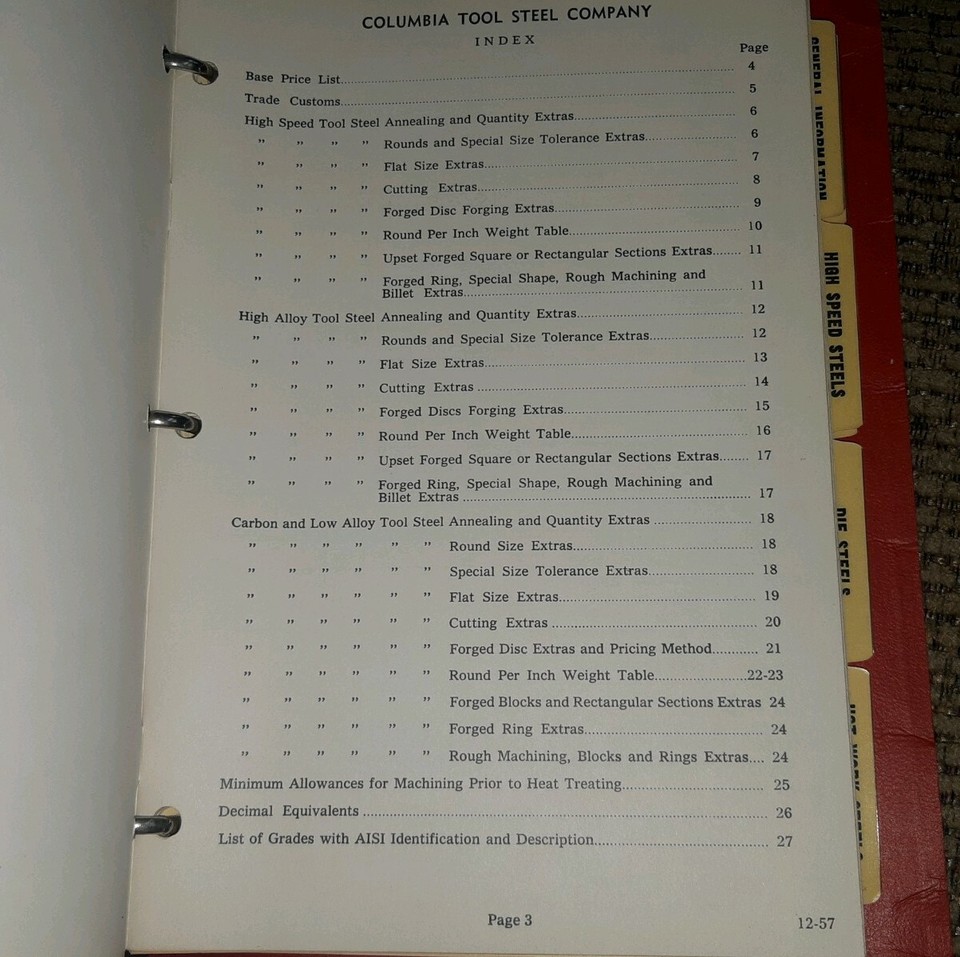 COLUMBIA TOOL STEEL COMPANY
INDEX
Page
Base Price List 4
Trade Customs 5
High Speed Tool Steel Annealing and Quantity Extras 6
" " " " Rounds and Special Size Tolerance Extras 6
" " " " Flat Size Extras 7
" " " " Cutting Extras 8
" " " " Forged Disc Forging Extras 9
" " " " Round Per Inch Weight Table 10
" " " " Upset Forged Square or Rectangular Sections Extras 11
" " " " Forged Ring, Special Shape, Rough Machining and
Billet Extras 11
High Alloy Tool Steel Annealing and Quantity Extras 12
" " " " Rounds and Special Size Tolerance Extras 12
" " " " Flat Size Extras 13
" " " " Cutting Extras 14
" " " " Forged Discs Forging Extras 15
" " " " Round Per Inch Weight Table 16
" " " " Upset Forged Square or Rectangular Sections Extras 17
" " " " Forged Ring, Special Shape, Rough Machining and
Billet Extras 17
Carbon and Low Alloy Tool Steel Annealing and Quantity Extras 18
" " " " " " Round Size Extras 18
" " " " " " Special Size Tolerance Extras 18
" " " " " " Flat Size Extras 19
" " " " " " Cutting Extras 20
" " " " " " Forged Disc Extras and Pricing Method 21
" " " " " " Round Per Inch Weight Table 22-23
" " " " " " Forged Blocks and Rectangular Sections Extras 24
" " " " " " Forged Ring Extras 24
" " " " " " Rough Machining, Blocks and Rings Extras 24
Minimum Allowances for Machining Prior to Heat Treating 25
Decimal Equivalents 26
List of Grades with AISI Identification and Description 27
Page 3
12-57
GENERAL INFORMATION
HIGH SPEED STEELS
DIE STEELS
HOT WORK STEELS